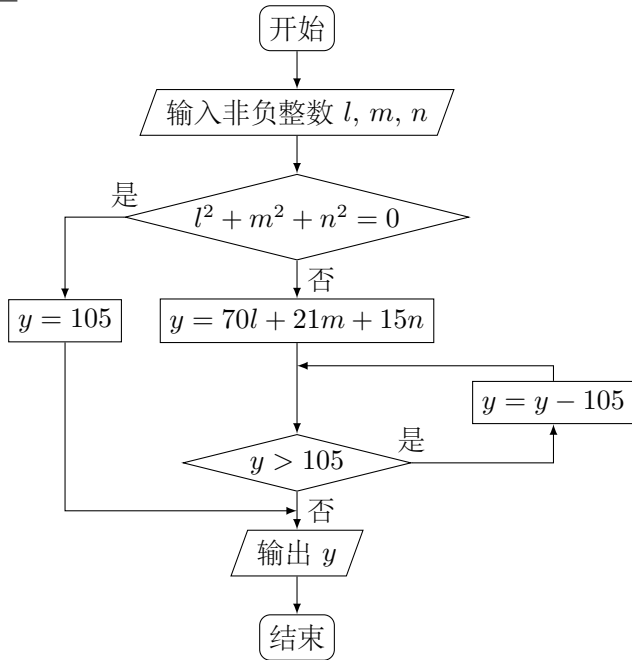 开始
输入非负整数 l, m, n
是
l² + m² + n² = 0
否
y = 105
y = 70l + 21m + 15n
y = y − 105
是
y > 105
否
输出 y
结束